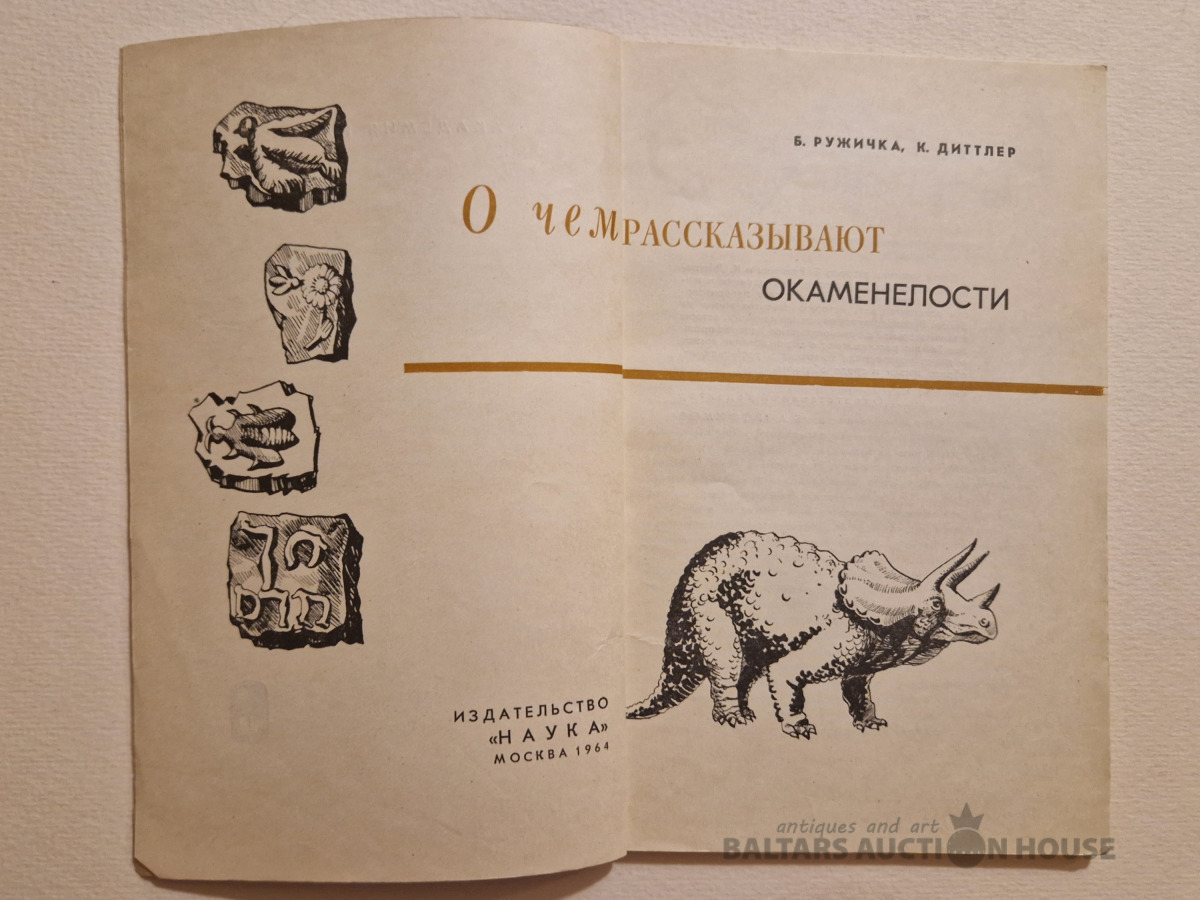 Б. РУЖИЧКА, К. ДИТТЛЕР
О чем РАССКАЗЫВАЮТ
ОКАМЕНЕЛОСТИ
ИЗДАТЕЛЬСТВО
«НАУКА»
МОСКВА 1964
antiques and art
BALTARS AUCTION HOUSE